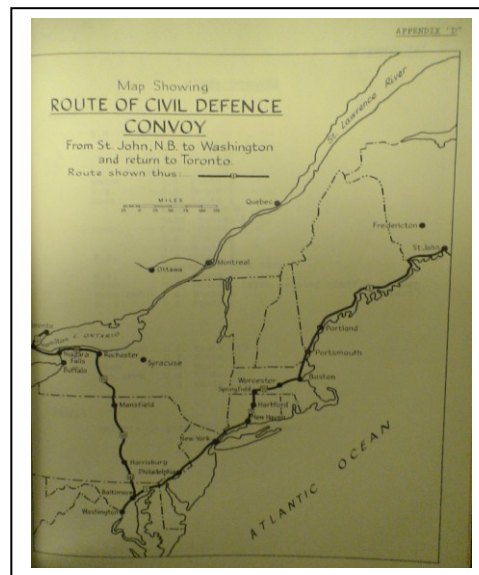 APPENDIX "D"
Map Showing
ROUTE OF CIVIL DEFENCE
CONVOY
From St. John, N.B. to Washington
and return to Toronto.
Route shown thus:
MILES
St. Lawrence River
Quebec
Fredericton
St. John
Montreal
Ottawa
ONTARIO
Portland
Niagara
Falls
Buffalo
Rochester
Syracuse
Portsmouth
Worcester
Boston
Springfield
Hartford
New Haven
Mansfield
New York
Harrisburg
Philadelphia
Baltimore
Washington
ATLANTIC OCEAN